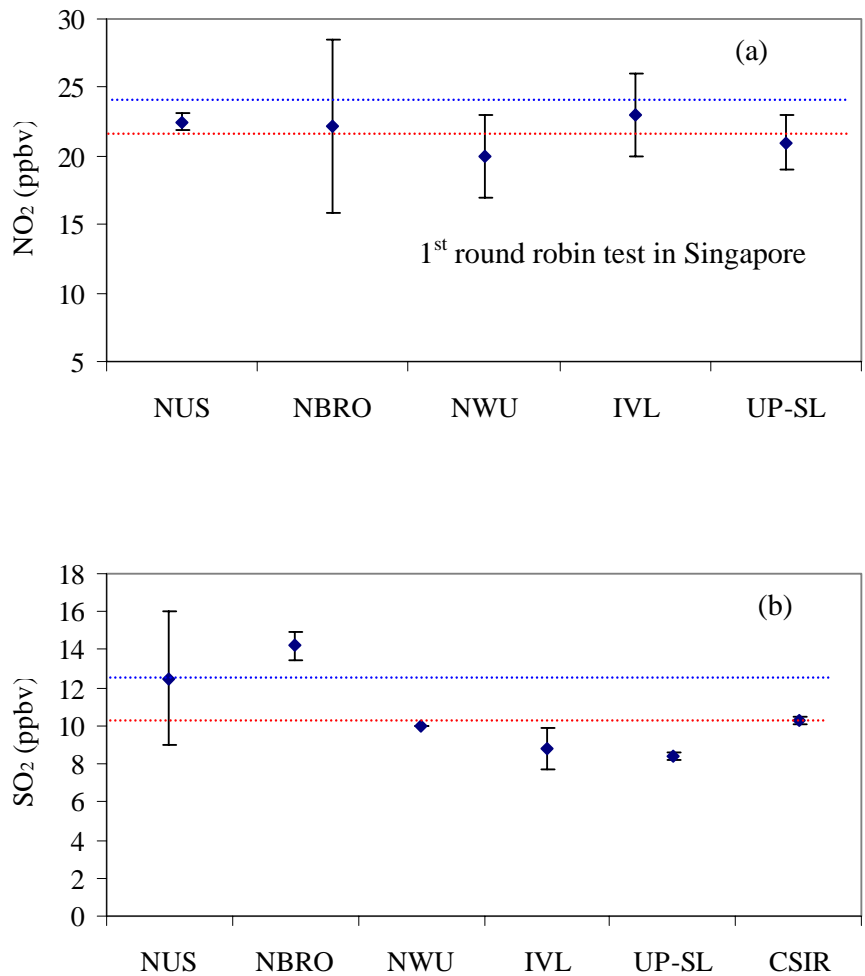 30
25
20
15
10
5
NO2 (ppbv)
(a)
1st round robin test in Singapore
NUS NBRO NWU IVL UP-SL
18
16
14
12
10
8
6
4
2
0
SO2 (ppbv)
(b)
NUS NBRO NWU IVL UP-SL CSIR